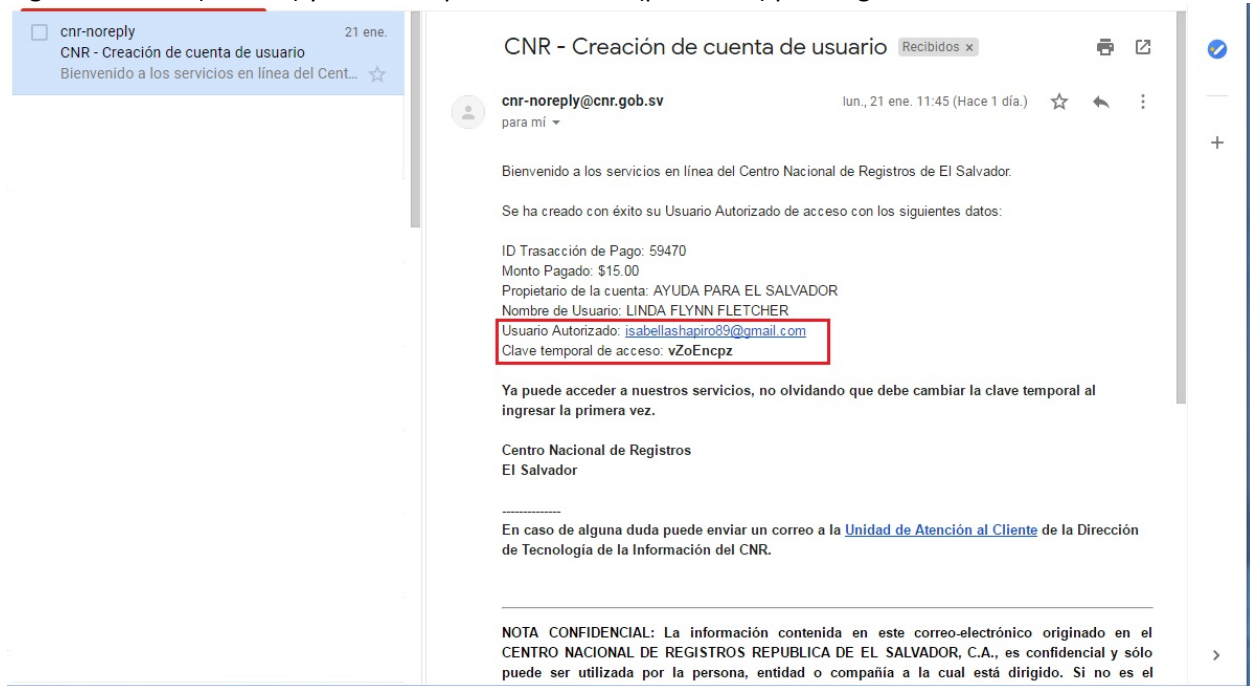 cnr-noreply 21 ene.
CNR - Creación de cuenta de usuario
Bienvenido a los servicios en línea del Cent...
CNR - Creación de cuenta de usuario Recibidos x
cnr-noreply@cnr.gob.sv lun., 21 ene. 11:45 (Hace 1 día.)
para mí
Bienvenido a los servicios en línea del Centro Nacional de Registros de El Salvador.
Se ha creado con éxito su Usuario Autorizado de acceso con los siguientes datos:
ID Trasacción de Pago: 59470
Monto Pagado: $15.00
Propietario de la cuenta: AYUDA PARA EL SALVADOR
Nombre de Usuario: LINDA FLYNN FLETCHER
Usuario Autorizado: isabellashapiro89@gmail.com
Clave temporal de acceso: vZoEncpz
Ya puede acceder a nuestros servicios, no olvidando que debe cambiar la clave temporal al
ingresar la primera vez.
Centro Nacional de Registros
El Salvador
--------------
En caso de alguna duda puede enviar un correo a la Unidad de Atención al Cliente de la Dirección
de Tecnología de la Información del CNR.
NOTA CONFIDENCIAL: La información contenida en este correo-electrónico originado en el
CENTRO NACIONAL DE REGISTROS REPUBLICA DE EL SALVADOR, C.A., es confidencial y sólo
puede ser utilizada por la persona, entidad o compañía a la cual está dirigido. Si no es el